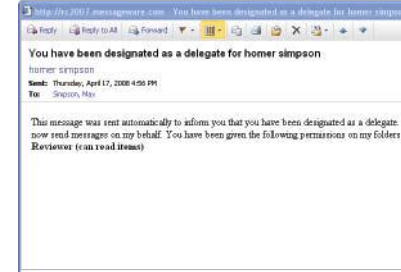 http://rc2007.messageware.com - You have been designated as a delegate for homer simpson
Reply Reply to All Forward
You have been designated as a delegate for homer simpson
homer simpson
Sent: Thursday, April 17, 2008 4:56 PM
To: Simpson, Max
This message was sent automatically to inform you that you have been designated as a delegate.
now send messages on my behalf. You have been given the following permissions on my folders
Reviewer (can read items)